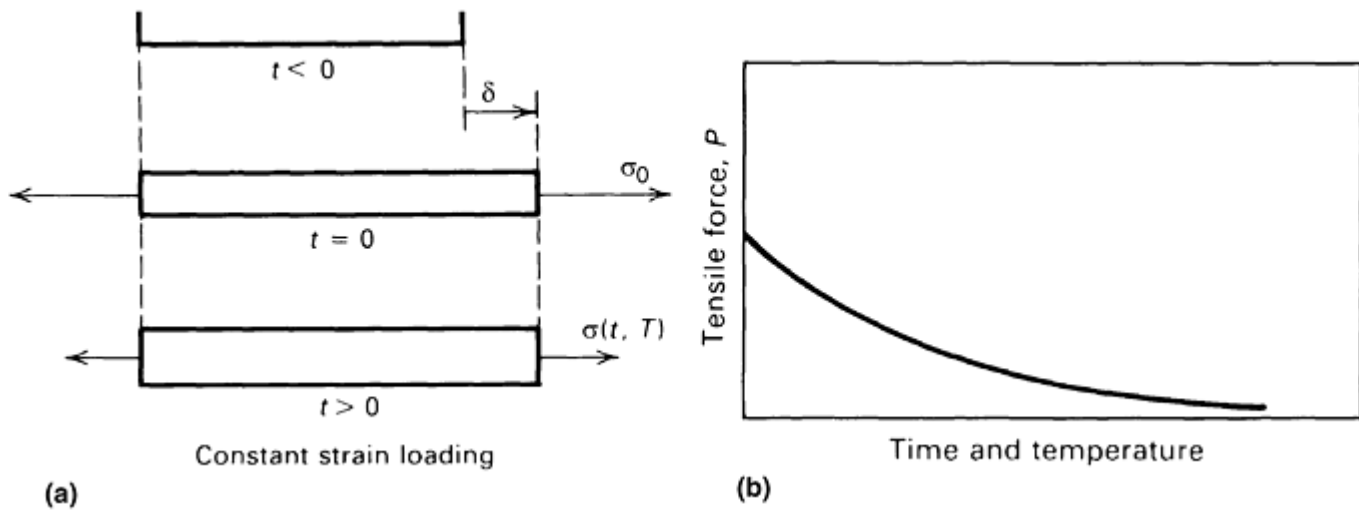 t < 0
δ
σ0
t = 0
σ(t, T)
t > 0
Constant strain loading
(a)
Tensile force, P
Time and temperature
(b)